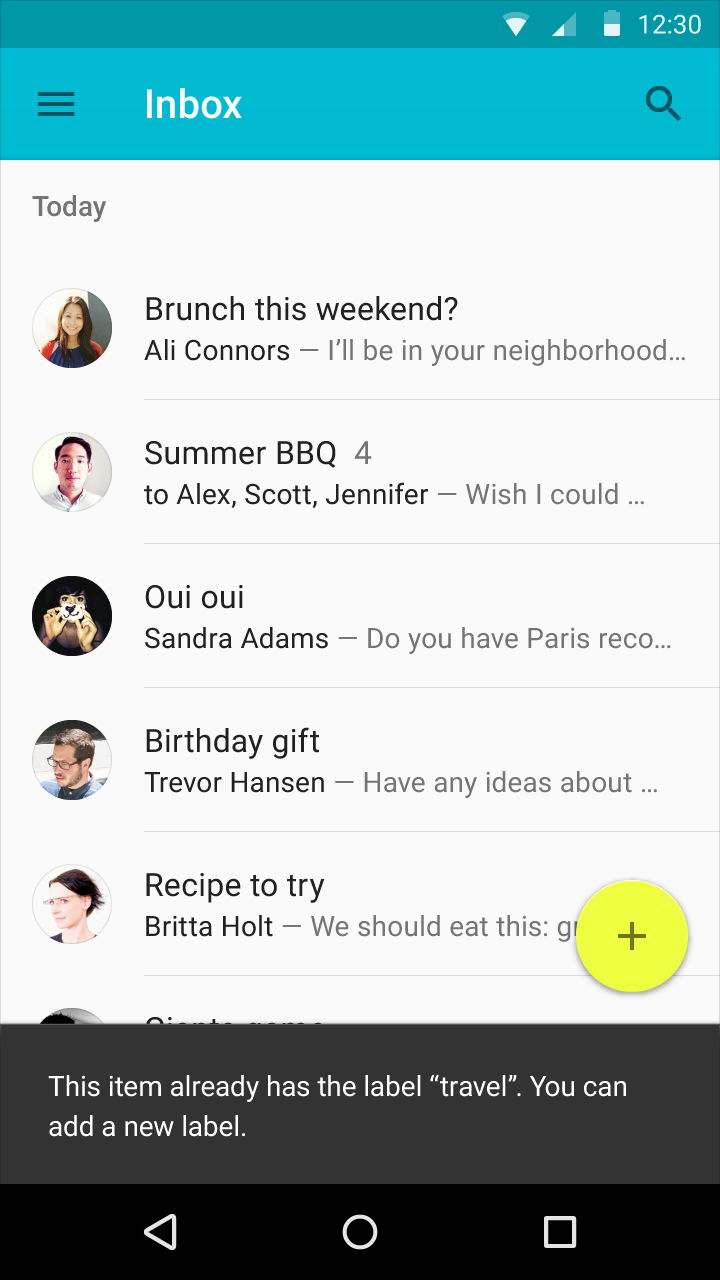 12:30
Inbox
Today
Brunch this weekend?
Ali Connors — I’ll be in your neighborhood…
Summer BBQ 4
to Alex, Scott, Jennifer — Wish I could …
Oui oui
Sandra Adams — Do you have Paris reco…
Birthday gift
Trevor Hansen — Have any ideas about …
Recipe to try
Britta Holt — We should eat this: gr
Giants game
This item already has the label “travel”. You can
add a new label.